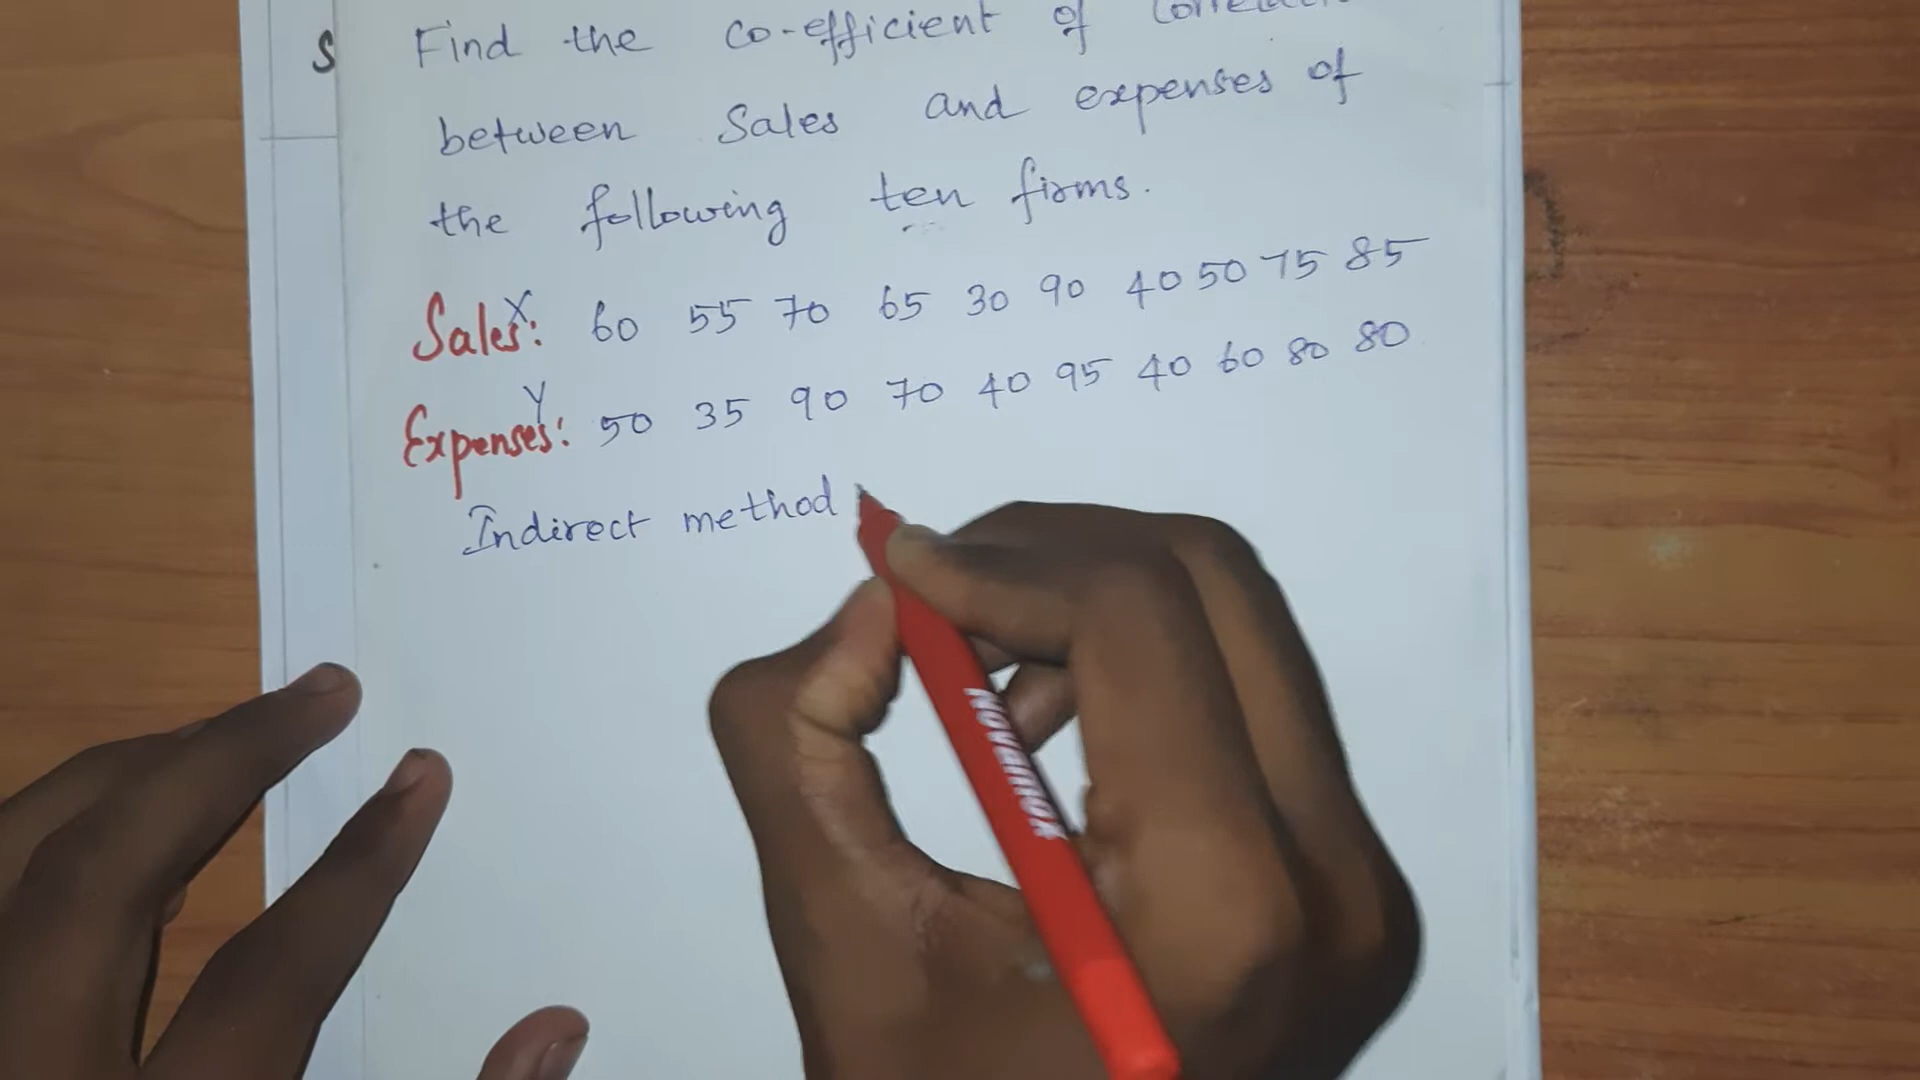 S
Find the co-efficient of
between Sales and expenses of
the following ten firms.
Sales: X 60 55 70 65 30 90 40 50 75 85
Expenses: Y 50 35 90 70 40 95 40 60 80 80
Indirect method